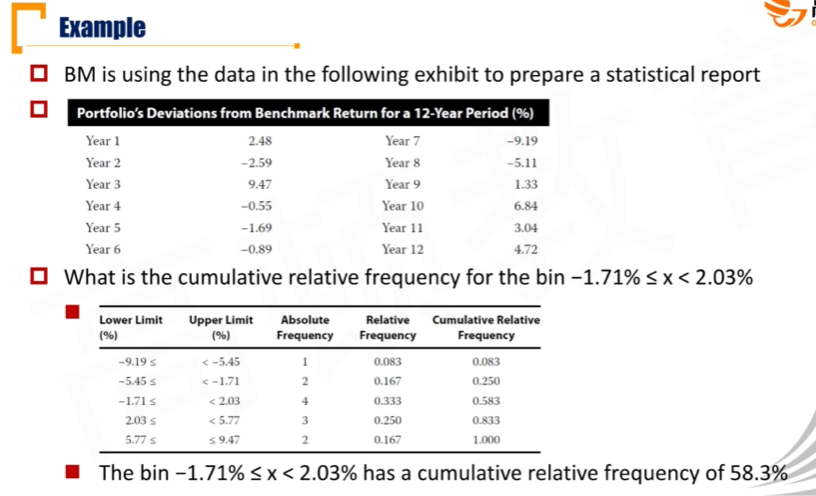 Example
BM is using the data in the following exhibit to prepare a statistical report
Portfolio's Deviations from Benchmark Return for a 12-Year Period (%)
Year 1 2.48 Year 7 −9.19
Year 2 −2.59 Year 8 −5.11
Year 3 9.47 Year 9 1.33
Year 4 −0.55 Year 10 6.84
Year 5 −1.69 Year 11 3.04
Year 6 −0.89 Year 12 4.72
What is the cumulative relative frequency for the bin −1.71% ≤ x < 2.03%
Lower Limit Upper Limit Absolute Relative Cumulative Relative
(%) (%) Frequency Frequency Frequency
−9.19 ≤ < −5.45 1 0.083 0.083
−5.45 ≤ < −1.71 2 0.167 0.250
−1.71 ≤ < 2.03 4 0.333 0.583
2.03 ≤ < 5.77 3 0.250 0.833
5.77 ≤ ≤ 9.47 2 0.167 1.000
The bin −1.71% ≤ x < 2.03% has a cumulative relative frequency of 58.3%
高顿教育